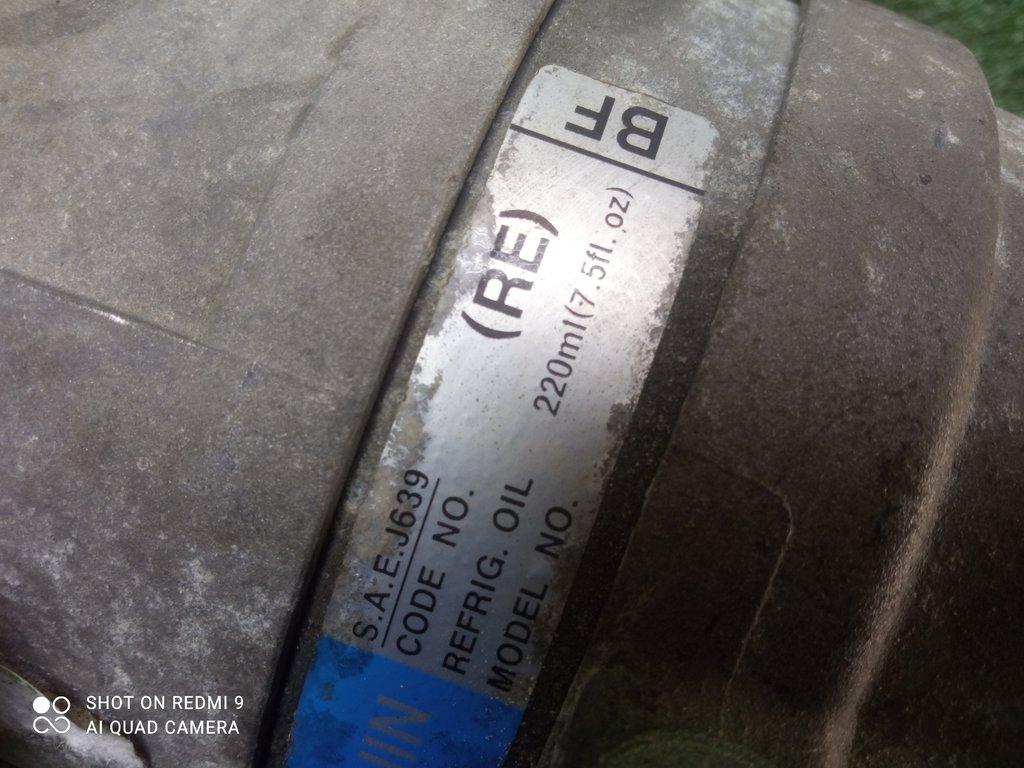 BF
(RE)
S.A.E.J639
CODE NO.
REFRIG. OIL 220ml(7.5fl.oz)
MODEL NO.
SHOT ON REDMI 9
AI QUAD CAMERA